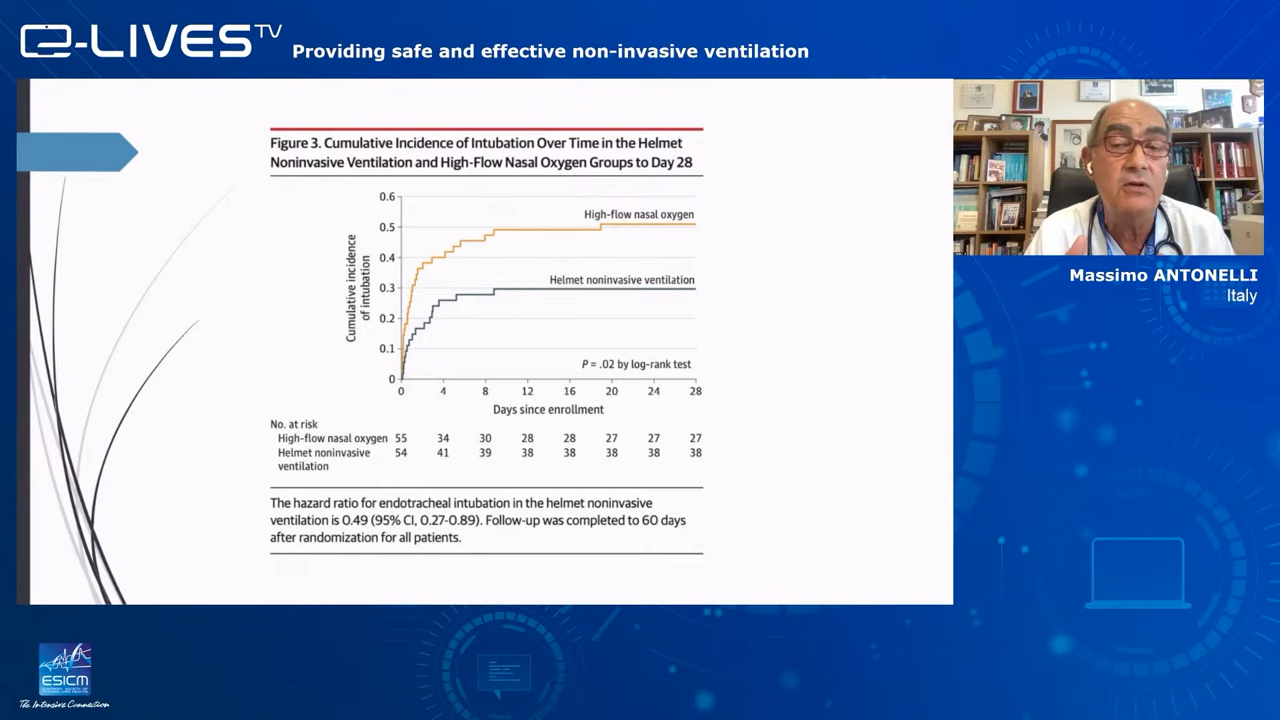 e-LIVES TV
Providing safe and effective non-invasive ventilation
Figure 3. Cumulative Incidence of Intubation Over Time in the Helmet
Noninvasive Ventilation and High-Flow Nasal Oxygen Groups to Day 28
Cumulative incidence
of intubation
0.6
0.5
0.4
0.3
0.2
0.1
0
High-flow nasal oxygen
Helmet noninvasive ventilation
P = .02 by log-rank test
0 4 8 12 16 20 24 28
Days since enrollment
No. at risk
High-flow nasal oxygen 55 34 30 28 28 27 27 27
Helmet noninvasive 54 41 39 38 38 38 38 38
ventilation
The hazard ratio for endotracheal intubation in the helmet noninvasive
ventilation is 0.49 (95% CI, 0.27-0.89). Follow-up was completed to 60 days
after randomization for all patients.
Massimo ANTONELLI
Italy
ESICM
The Intensive Connection